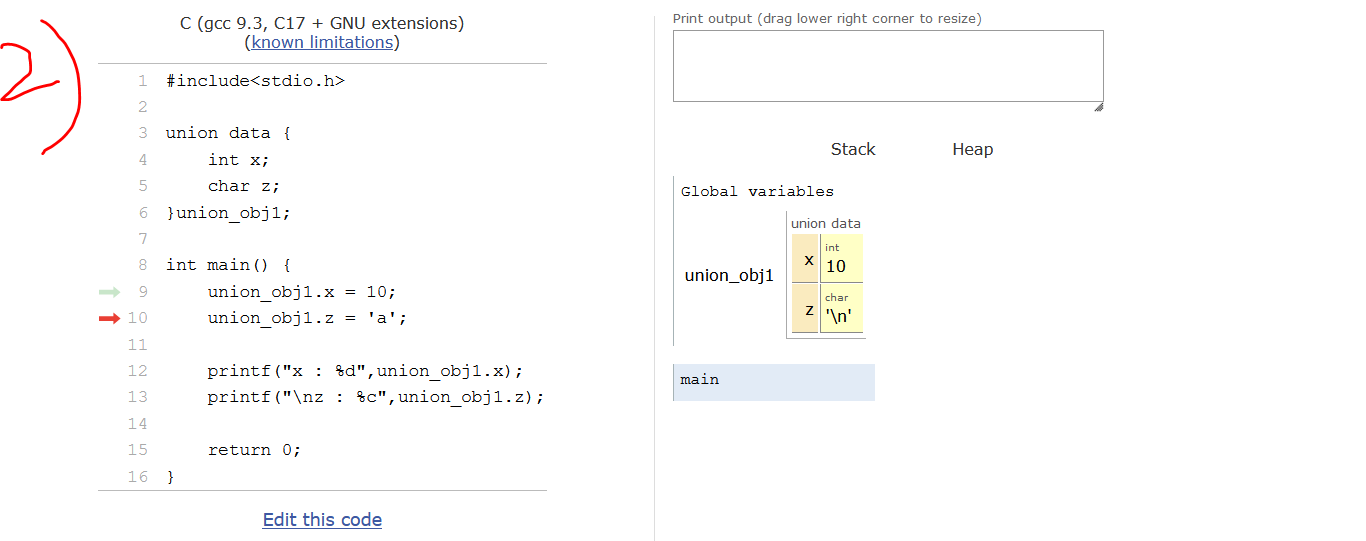 2)
C (gcc 9.3, C17 + GNU extensions)
(known limitations)
1 #include<stdio.h>
2
3 union data {
4     int x;
5     char z;
6 }union_obj1;
7
8 int main() {
9     union_obj1.x = 10;
10     union_obj1.z = 'a';
11
12     printf("x : %d",union_obj1.x);
13     printf("\nz : %c",union_obj1.z);
14
15     return 0;
16 }
Edit this code
Print output (drag lower right corner to resize)
Stack Heap
Global variables
union data
union_obj1
x int 10
z char '\n'
main